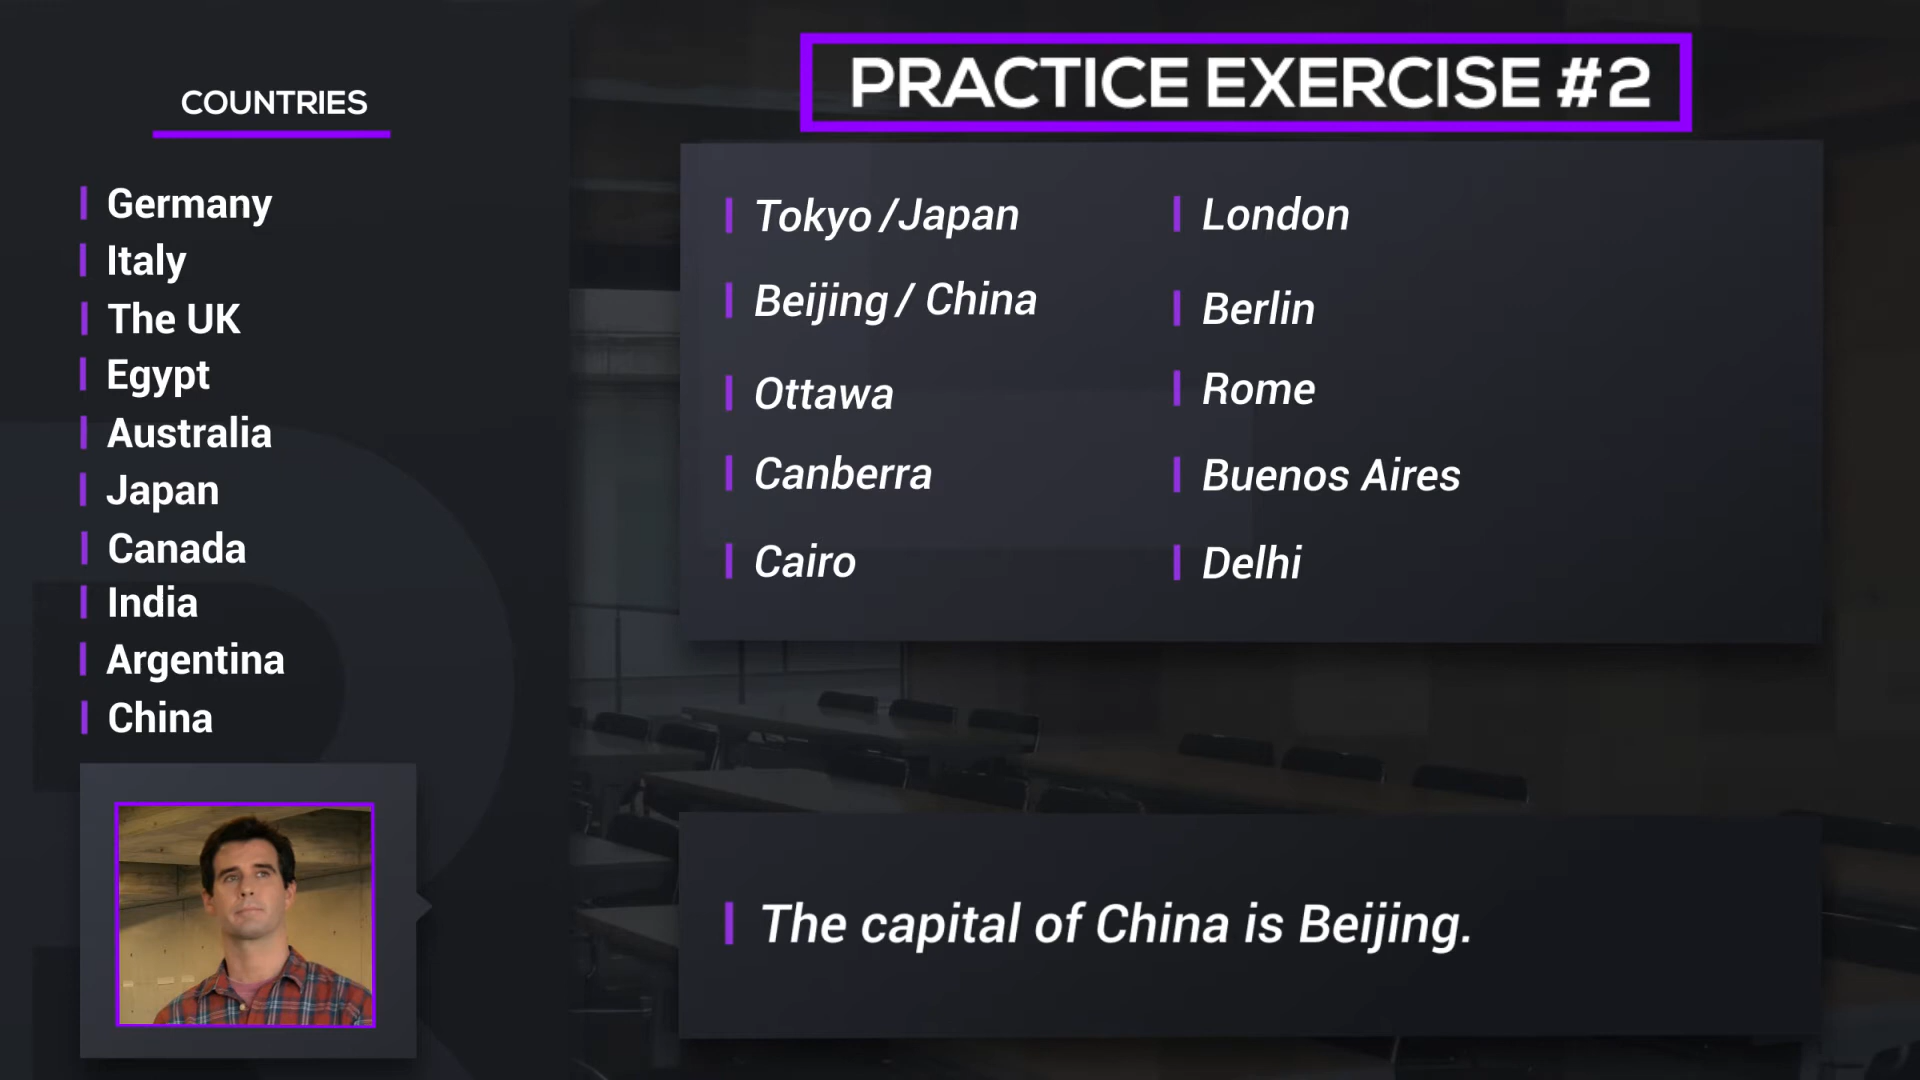 COUNTRIES
Germany
Italy
The UK
Egypt
Australia
Japan
Canada
India
Argentina
China
PRACTICE EXERCISE #2
Tokyo /Japan
Beijing / China
Ottawa
Canberra
Cairo
London
Berlin
Rome
Buenos Aires
Delhi
The capital of China is Beijing.